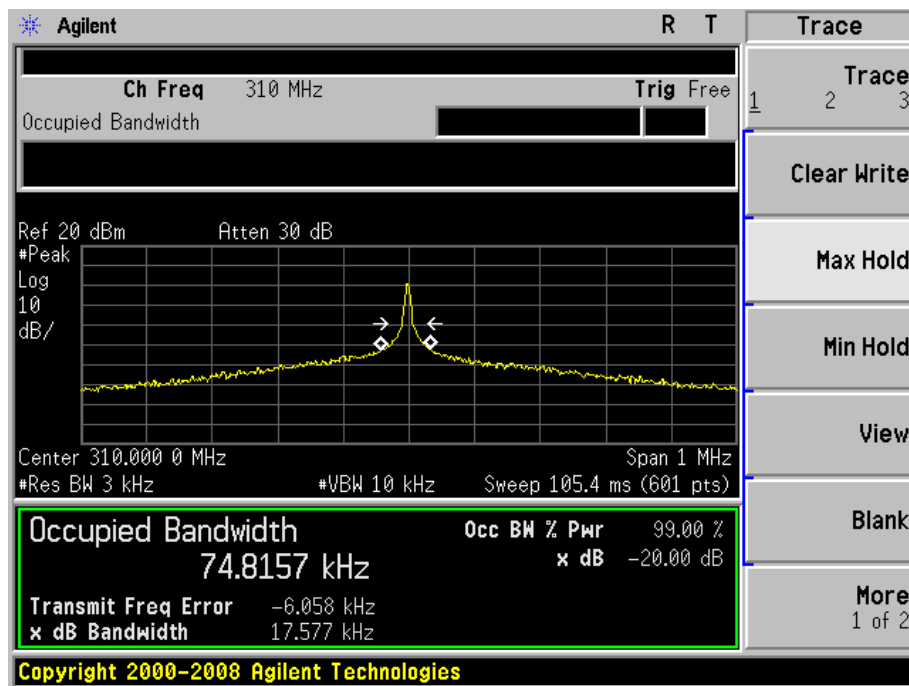 Agilent R T Trace
Ch Freq 310 MHz Trig Free
Occupied Bandwidth
Trace
1 2 3
Clear Write
Max Hold
Min Hold
View
Blank
More
1 of 2
Ref 20 dBm Atten 30 dB
#Peak
Log
10
dB/
Center 310.000 0 MHz Span 1 MHz
#Res BW 3 kHz #VBW 10 kHz Sweep 105.4 ms (601 pts)
Occupied Bandwidth Occ BW % Pwr 99.00 %
74.8157 kHz x dB -20.00 dB
Transmit Freq Error -6.058 kHz
x dB Bandwidth 17.577 kHz
Copyright 2000-2008 Agilent Technologies